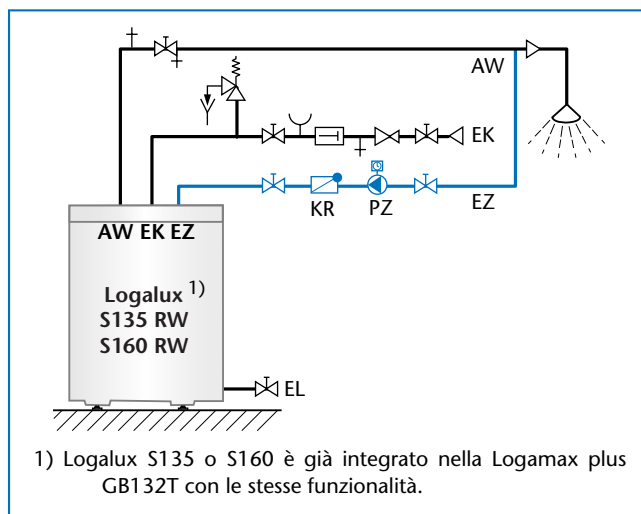 AW
EK
KR
PZ
EZ
AW EK EZ
Logalux 1)
S135 RW
S160 RW
EL
1) Logalux S135 o S160 è già integrato nella Logamax plus
GB132T con le stesse funzionalità.